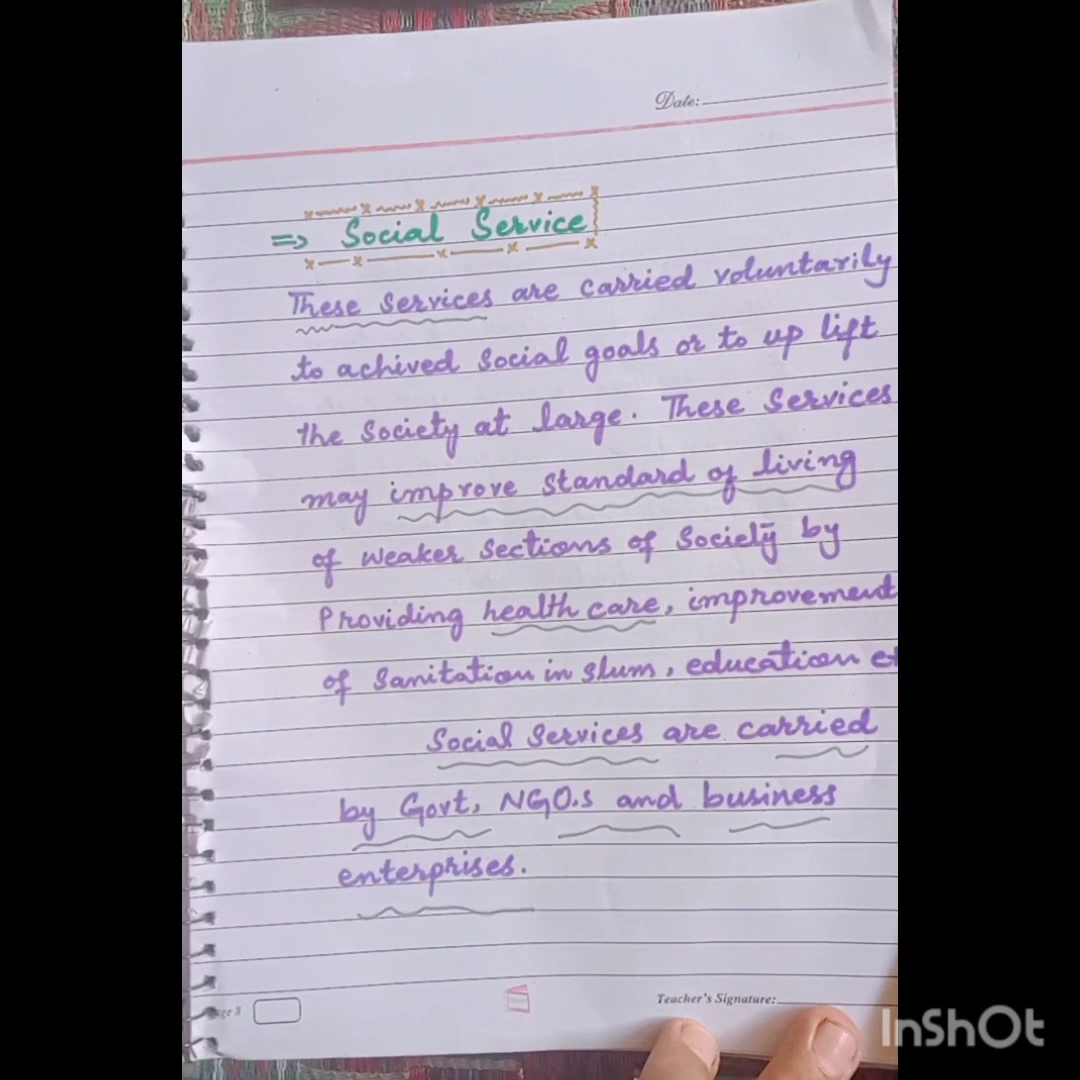 Date:
=> Social Service
These services are carried voluntarily
to achived social goals or to up lift
the society at large. These services
may improve standard of living
of weaker sections of society by
Providing health care, improvement
of sanitation in slum, education et
Social services are carried
by Govt, NGO.s and business
enterprises.
Teacher's Signature:
InShOt